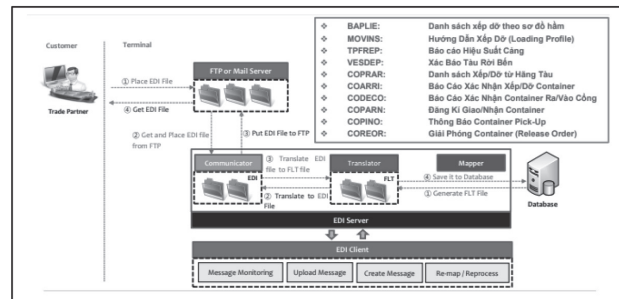 Customer
Terminal
Trade Partner
① Place EDI File
④ Get EDI File
FTP or Mail Server
② Get and Place EDI file
from FTP
③ Put EDI File to FTP
❖ BAPLIE: Danh sách xếp dỡ theo sơ đồ hầm
❖ MOVINS: Hướng Dẫn Xếp Dỡ (Loading Profile)
❖ TPFREP: Báo cáo Hiệu Suất Cảng
❖ VESDEP: Xác Báo Tàu Rời Bến
❖ COPRAR: Danh sách Xếp/Dỡ từ Hãng Tàu
❖ COARRI: Báo Cáo Xác Nhận Xếp/Dỡ Container
❖ CODECO: Báo Cáo Xác Nhận Container Ra/Vào Cổng
❖ COPARN: Đăng Kí Giao/Nhận Container
❖ COPINO: Thông Báo Container Pick-Up
❖ COREOR: Giải Phóng Container (Release Order)
Communicator
EDI
③ Translate EDI
file to FLT file
② Translate to EDI
File
Translator
FLT
Mapper
④ Save it to Database
① Generate FLT File
Database
EDI Server
EDI Client
Message Monitoring
Upload Message
Create Message
Re-map / Reprocess